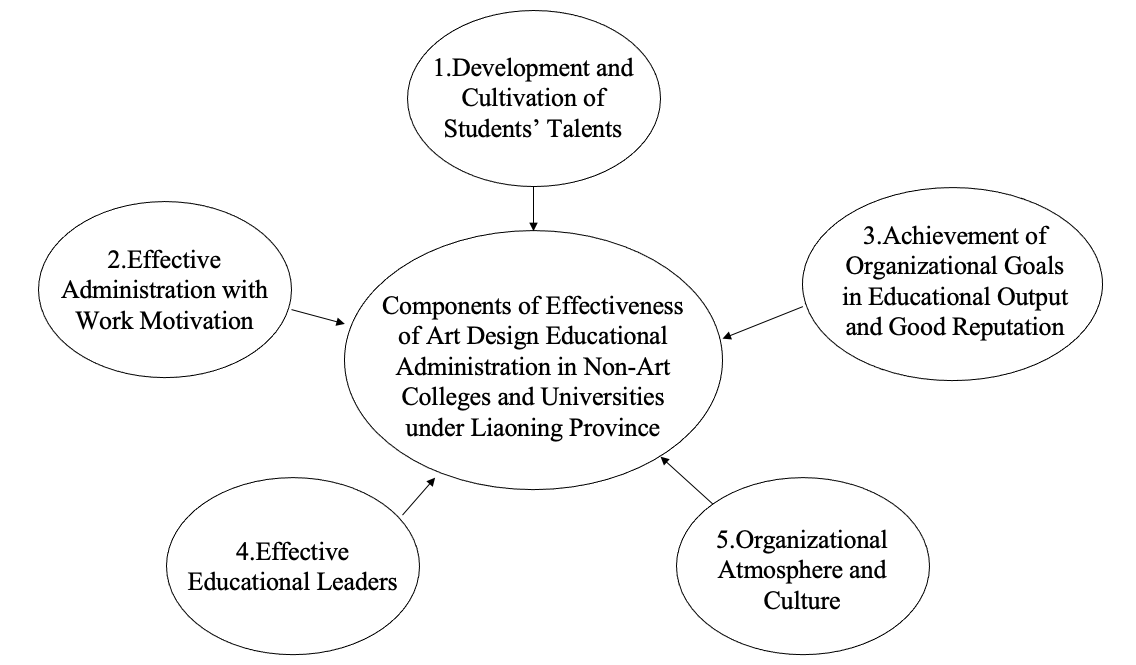 1.Development and
Cultivation of
Students’ Talents
2.Effective
Administration with
Work Motivation
3.Achievement of
Organizational Goals
in Educational Output
and Good Reputation
Components of Effectiveness
of Art Design Educational
Administration in Non-Art
Colleges and Universities
under Liaoning Province
4.Effective
Educational Leaders
5.Organizational
Atmosphere and
Culture